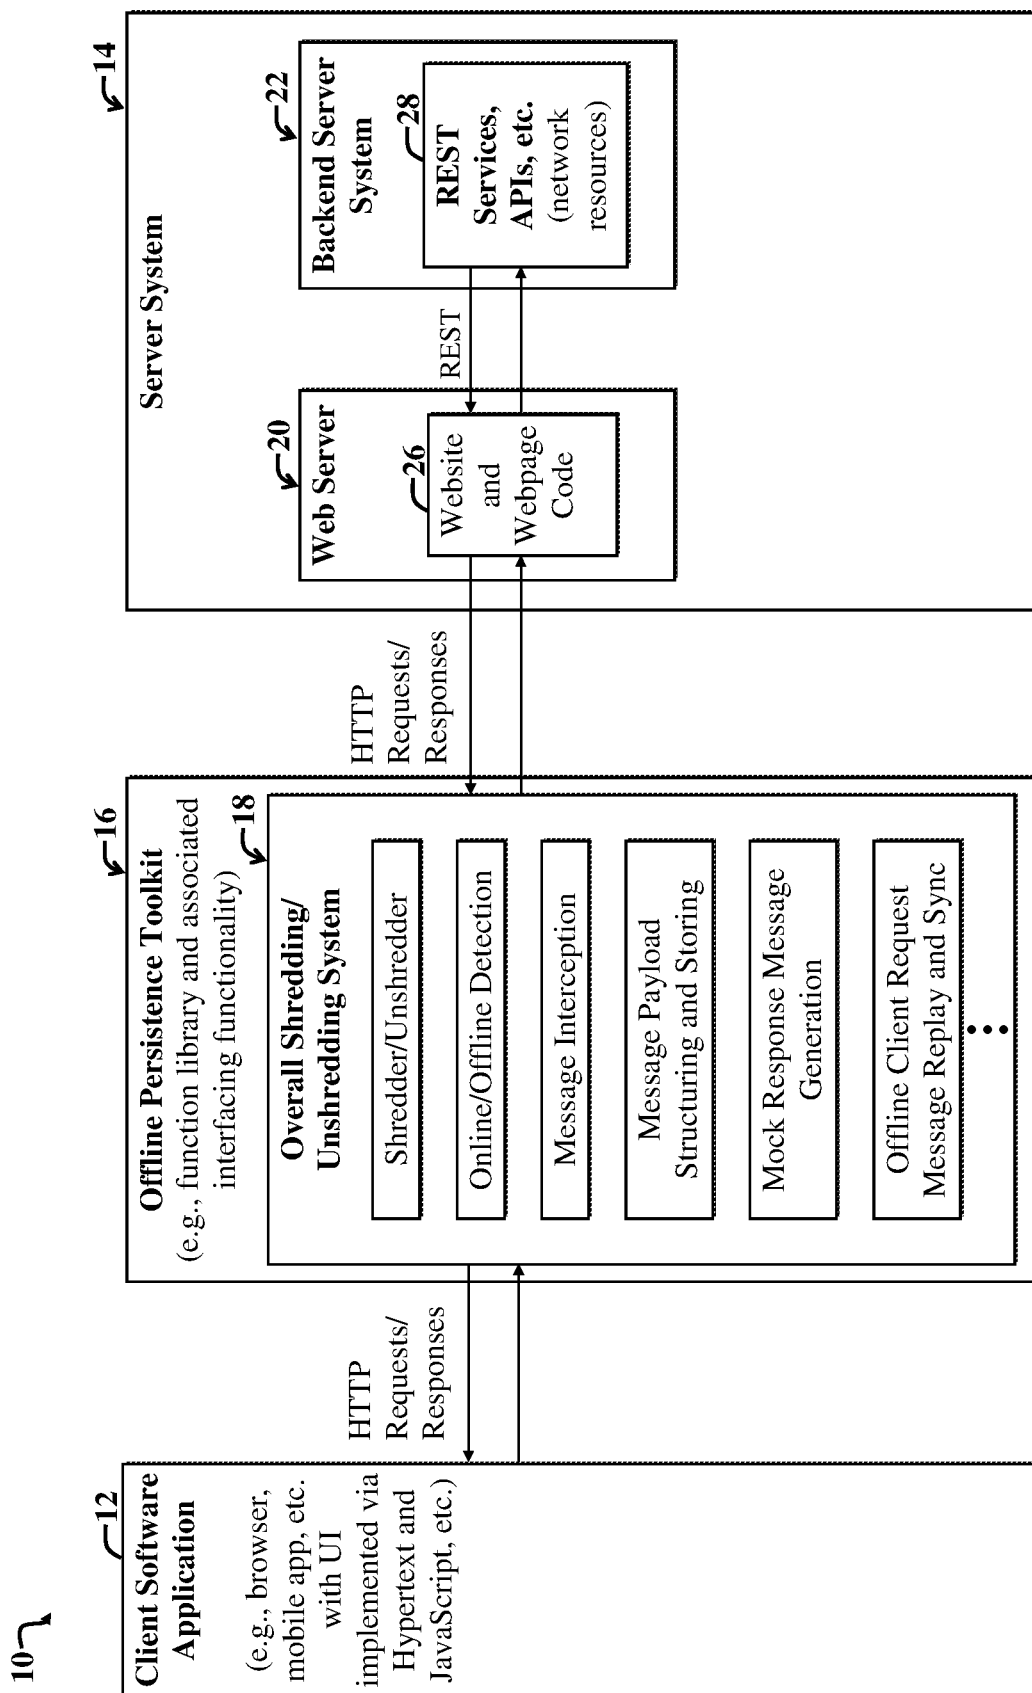 10
12
Client Software
Application
(e.g., browser,
mobile app, etc.
with UI
implemented via
Hypertext and
JavaScript, etc.)
HTTP
Requests/
Responses
16
Offline Persistence Toolkit
(e.g., function library and associated
interfacing functionality)
18
Overall Shredding/
Unshredding System
Shredder/Unshredder
Online/Offline Detection
Message Interception
Message Payload
Structuring and Storing
Mock Response Message
Generation
Offline Client Request
Message Replay and Sync
HTTP
Requests/
Responses
14
Server System
20
Web Server
26
Website
and
Webpage
Code
REST
22
Backend Server
System
28
REST
Services,
APIs, etc.
(network
resources)